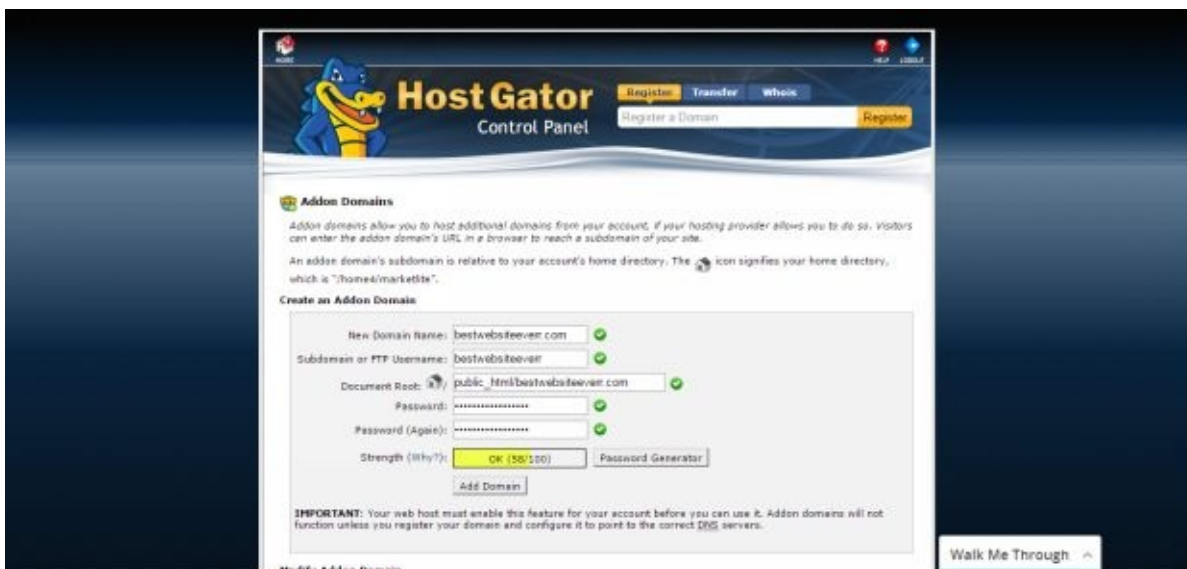 HOME
HELP LOGOUT
HostGator
Control Panel
Register Transfer Whois
Register a Domain Register
Addon Domains
Addon domains allow you to host additional domains from your account, if your hosting provider allows you to do so. Visitors
can enter the addon domain's URL in a browser to reach a subdomain of your site.
An addon domain's subdomain is relative to your account's home directory. The icon signifies your home directory,
which is "/home4/marketlite".
Create an Addon Domain
New Domain Name: bestwebsiteeverr.com
Subdomain or FTP Username: bestwebsiteeverr
Document Root: / public_html/bestwebsiteeverr.com
Password: •••••••••••••••••
Password (Again): •••••••••••••••••
Strength (Why?): OK (58/100) Password Generator
Add Domain
IMPORTANT: Your web host must enable this feature for your account before you can use it. Addon domains will not
function unless you register your domain and configure it to point to the correct DNS servers.
Modify Addon Domain
Walk Me Through